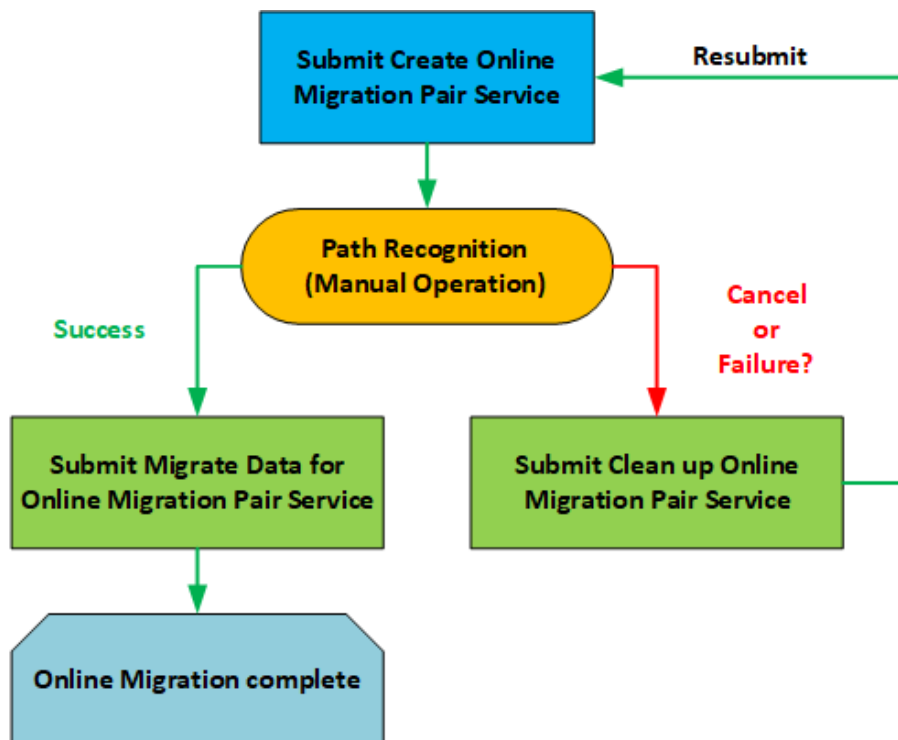 Submit Create Online
Migration Pair Service
Resubmit
Path Recognition
(Manual Operation)
Success
Cancel
or
Failure?
Submit Migrate Data for
Online Migration Pair Service
Submit Clean up Online
Migration Pair Service
Online Migration complete